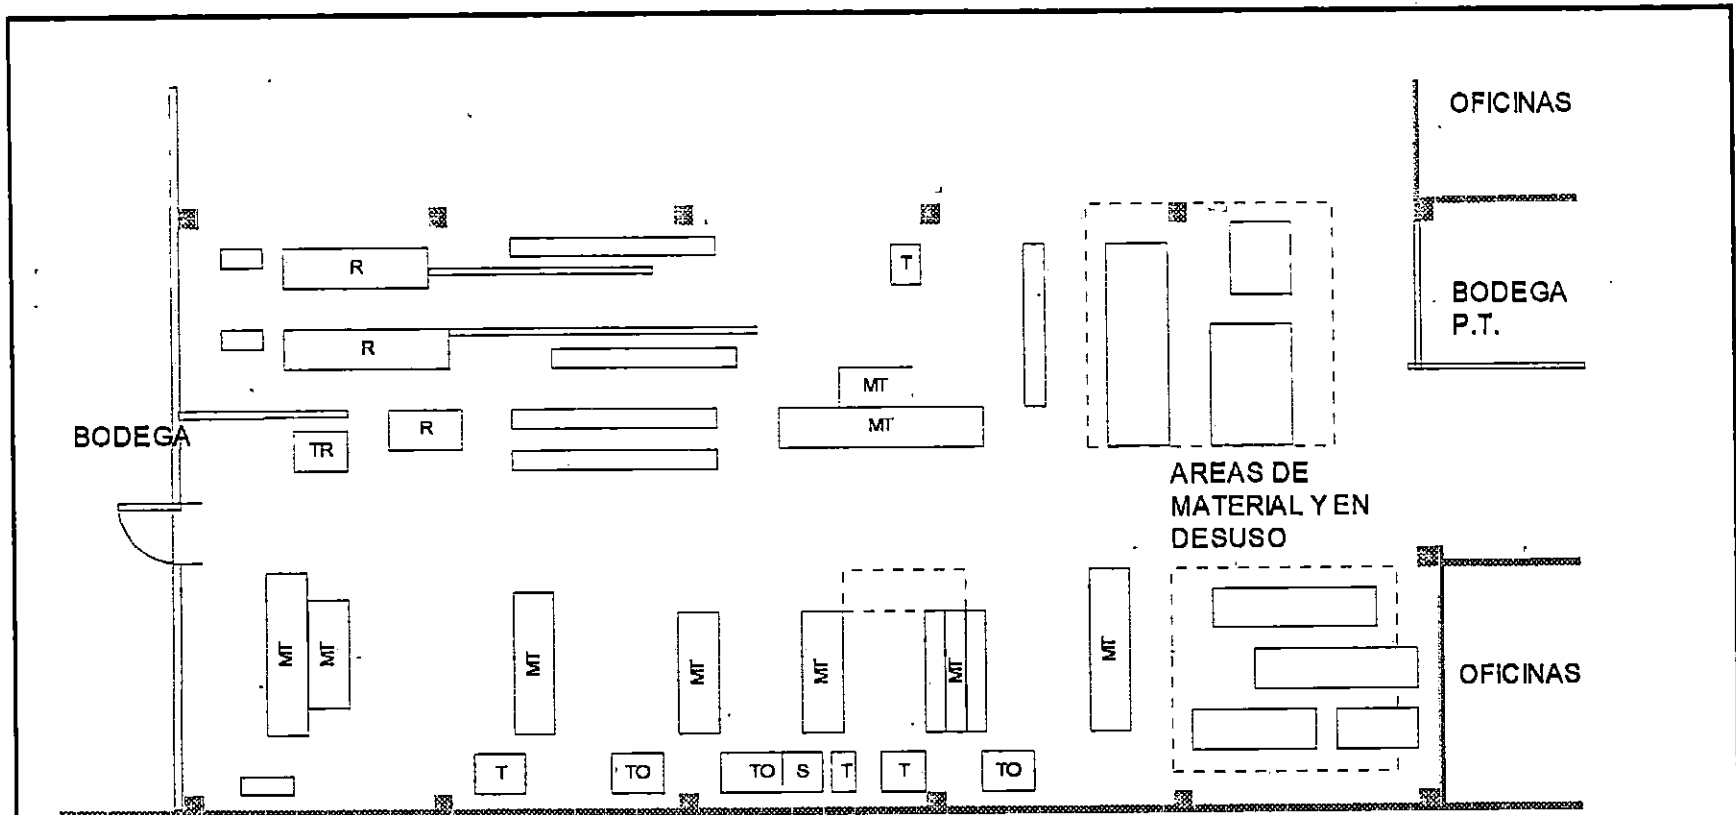 OFICINAS
R
T
BODEGA
P.T.
R
MT
MT
R
BODEGA
TR
AREAS DE
MATERIAL Y EN
DESUSO
MT
MT
MT
MT
MT
MT
MT
OFICINAS
T
TO
TO
S
T
T
TO